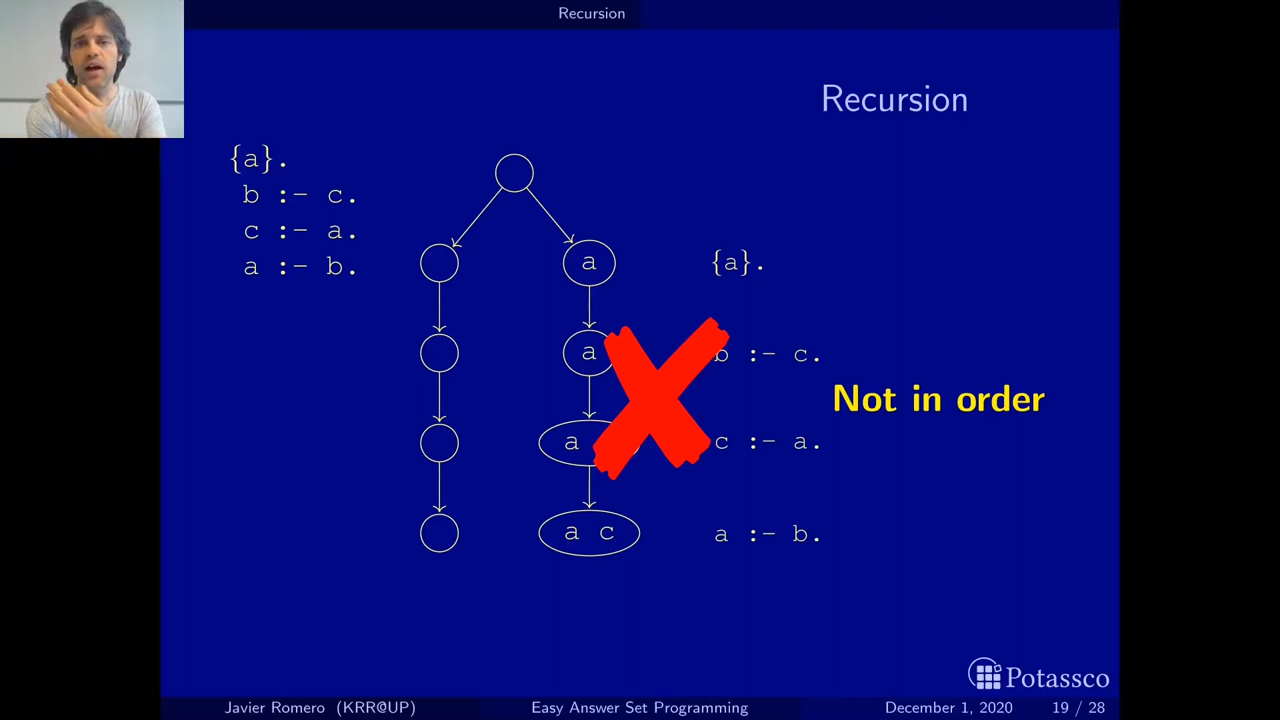 Recursion
Recursion
{a}.
b :- c.
c :- a.
a :- b.
a
{a}.
a
b :- c.
Not in order
a
c :- a.
a c
a :- b.
Potassco
Javier Romero (KRR@UP)
Easy Answer Set Programming
December 1, 2020
19 / 28